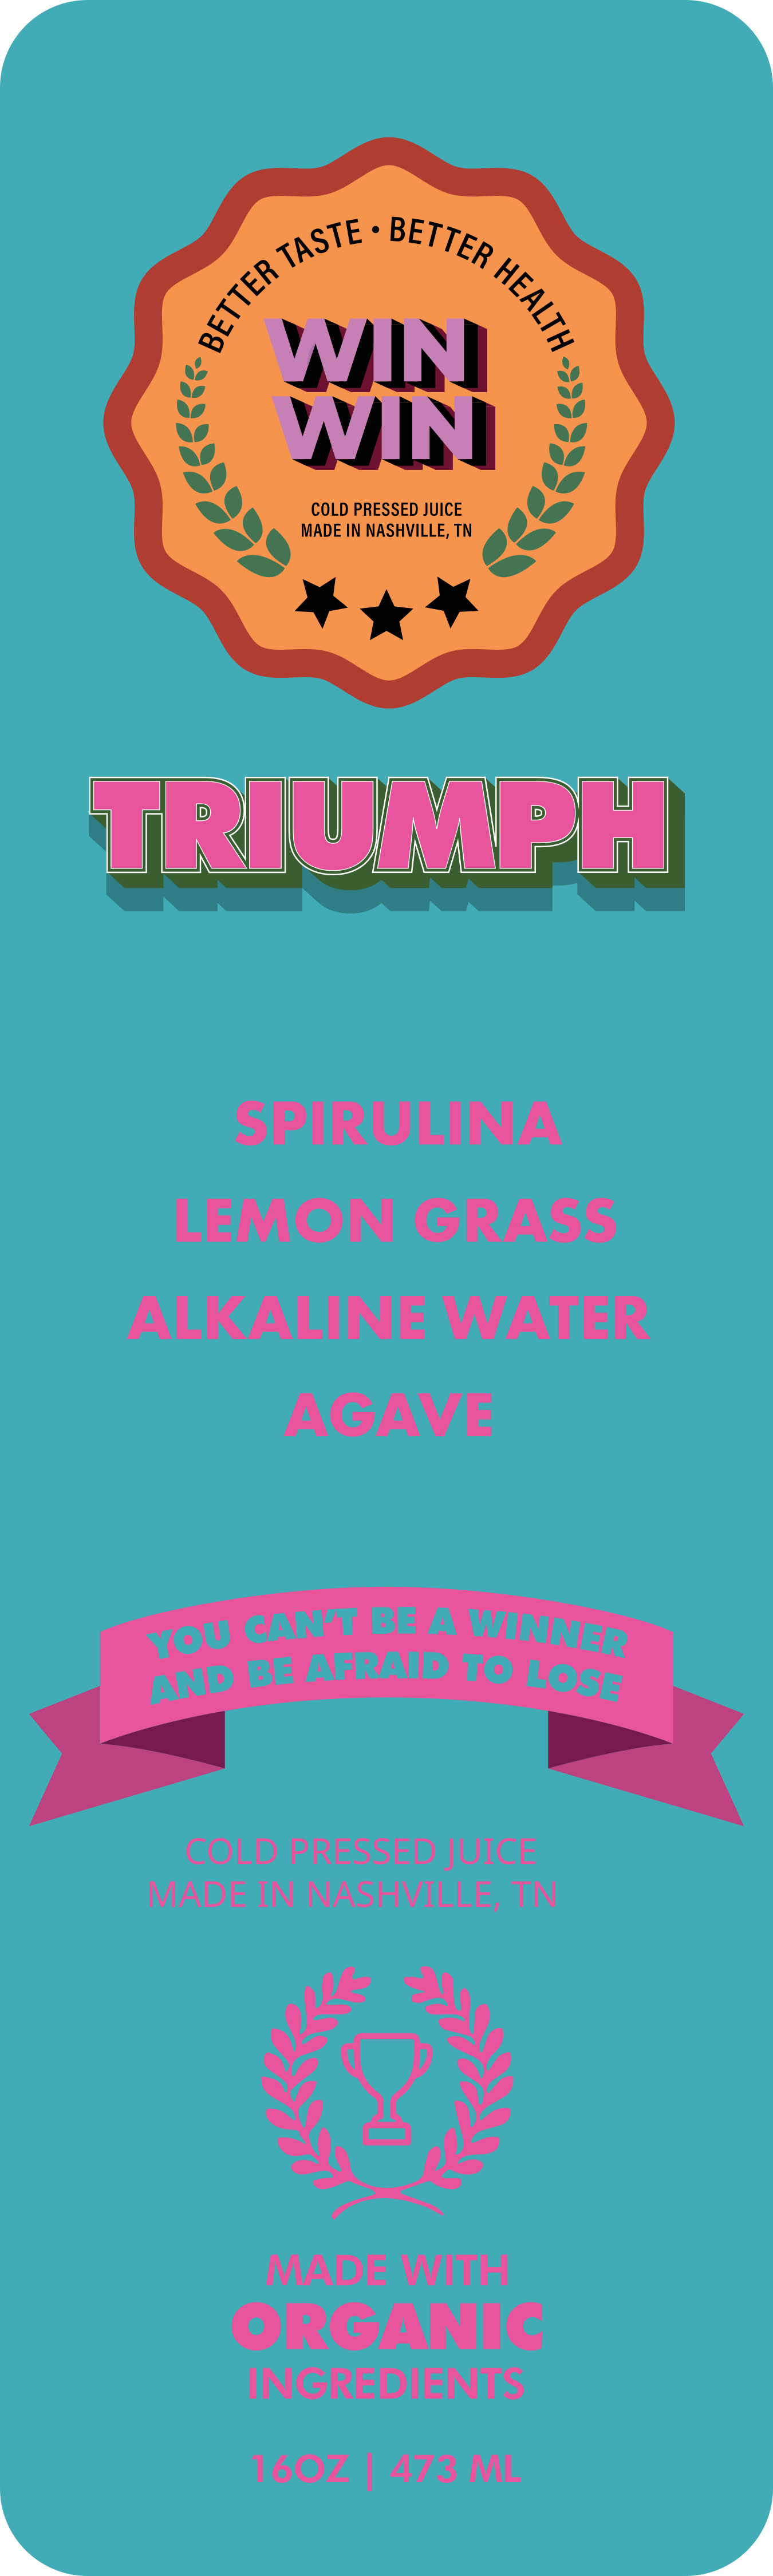 BETTER TASTE • BETTER HEALTH
WIN
WIN
COLD PRESSED JUICE
MADE IN NASHVILLE, TN
TRIUMPH
SPIRULINA
LEMON GRASS
ALKALINE WATER
AGAVE
YOU CAN'T BE A WINNER
AND BE AFRAID TO LOSE
COLD PRESSED JUICE
MADE IN NASHVILLE, TN
MADE WITH
ORGANIC
INGREDIENTS
16OZ | 473 ML